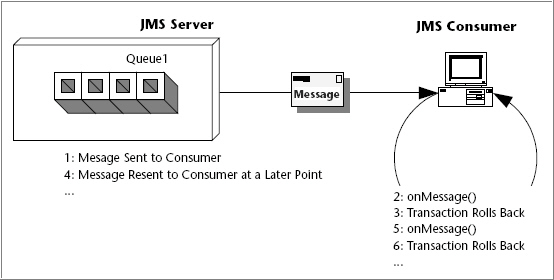 JMS Server
JMS Consumer
Queue1
Message
1: Mesage Sent to Consumer
4: Message Resent to Consumer at a Later Point
...
2: onMessage()
3: Transaction Rolls Back
5: onMessage()
6: Transaction Rolls Back
...